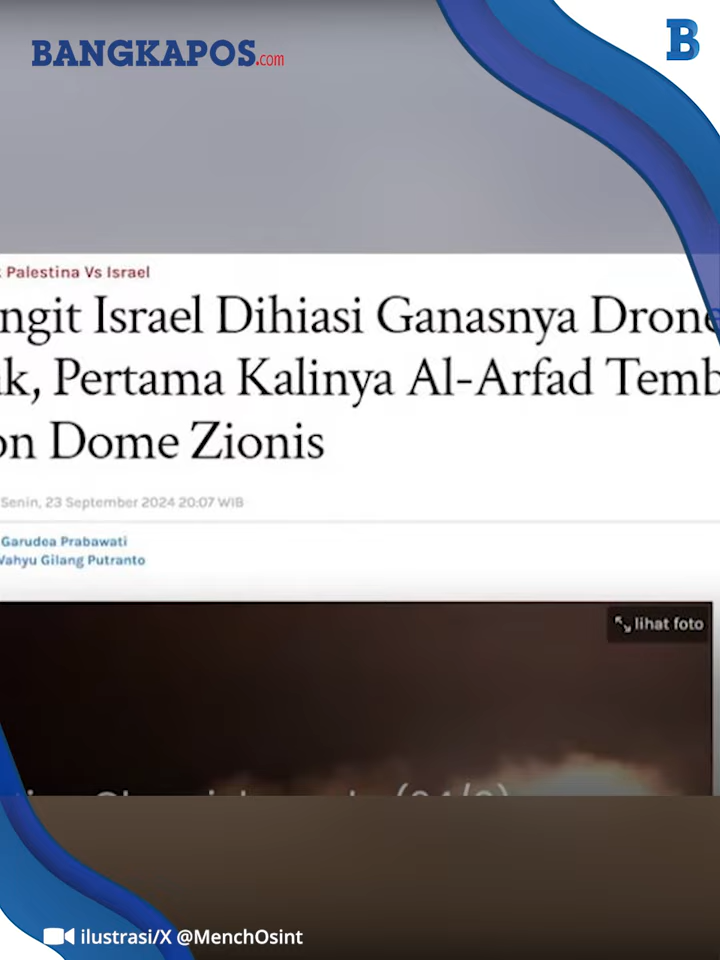 BANGKAPOS.com
B
Palestina Vs Israel
ngit Israel Dihiasi Ganasnya Drone
k, Pertama Kalinya Al-Arfad Temb
on Dome Zionis
Senin, 23 September 2024 20:07 WIB
Garudea Prabawati
Wahyu Gilang Putranto
lihat foto
ilustrasi/X @MenchOsint